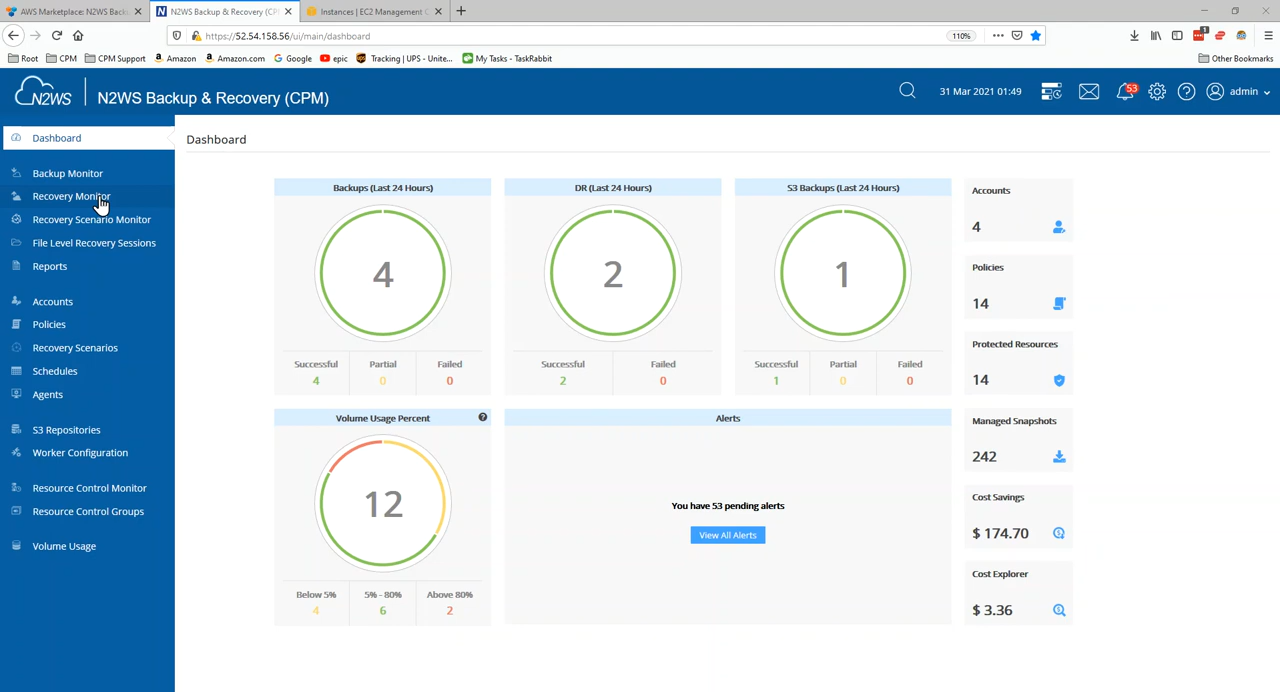 AWS Marketplace: N2WS Back
N2WS Backup & Recovery (CP
Instances | EC2 Management C
https://52.54.158.56/ui/main/dashboard
110%
1
Root
CPM
CPM Support
Amazon
Amazon.com
Google
epic
Tracking | UPS - Unite...
My Tasks - TaskRabbit
Other Bookmarks
N2WS
N2WS Backup & Recovery (CPM)
31 Mar 2021 01:49
53
admin
Dashboard
Backup Monitor
Recovery Monitor
Recovery Scenario Monitor
File Level Recovery Sessions
Reports
Accounts
Policies
Recovery Scenarios
Schedules
Agents
S3 Repositories
Worker Configuration
Resource Control Monitor
Resource Control Groups
Volume Usage
Dashboard
Backups (Last 24 Hours)
4
Successful
Partial
Failed
4
0
0
DR (Last 24 Hours)
2
Successful
Failed
2
0
S3 Backups (Last 24 Hours)
1
Successful
Partial
Failed
1
0
0
Volume Usage Percent
12
Below 5%
5% - 80%
Above 80%
4
6
2
Alerts
You have 53 pending alerts
View All Alerts
Accounts
4
Policies
14
Protected Resources
14
Managed Snapshots
242
Cost Savings
$ 174.70
Cost Explorer
$ 3.36